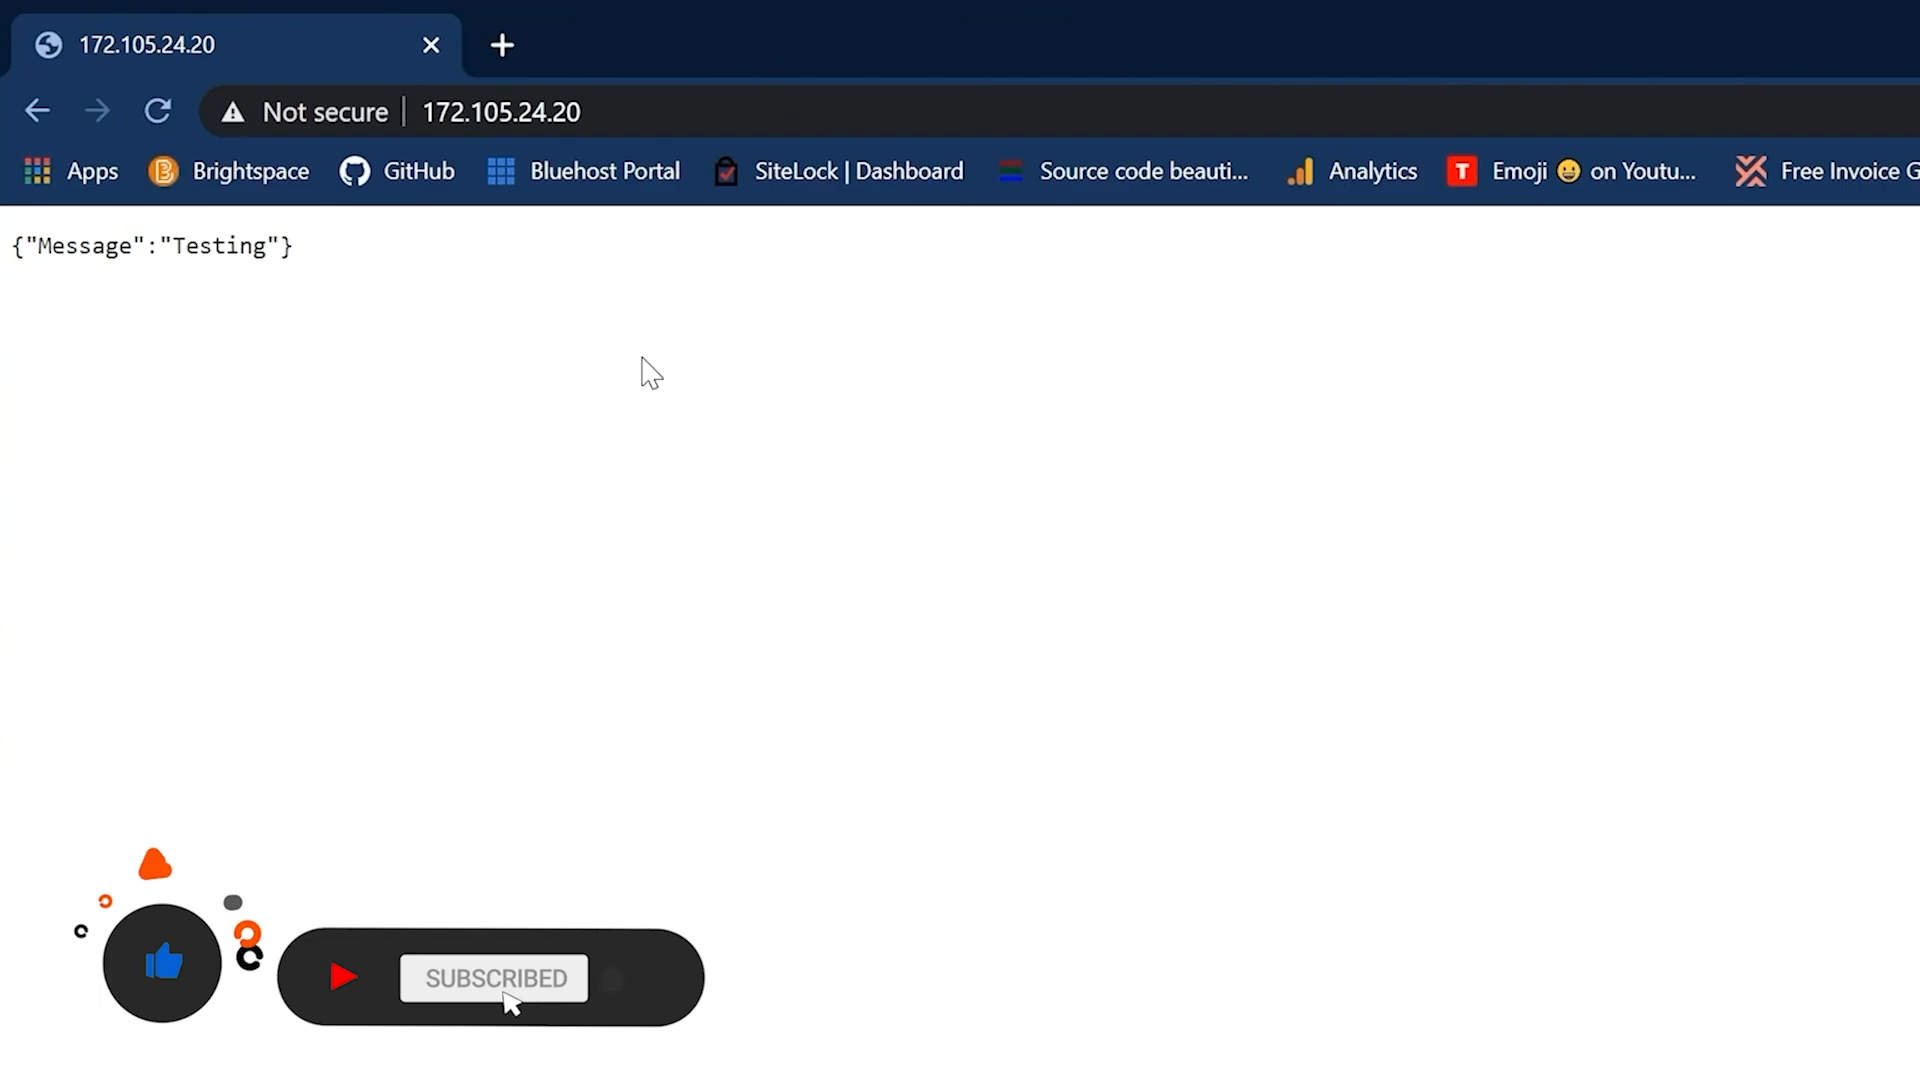 172.105.24.20
Not secure | 172.105.24.20
Apps Brightspace GitHub Bluehost Portal SiteLock | Dashboard Source code beauti... Analytics T Emoji 😀 on Youtu... Free Invoice G
{"Message":"Testing"}
SUBSCRIBED